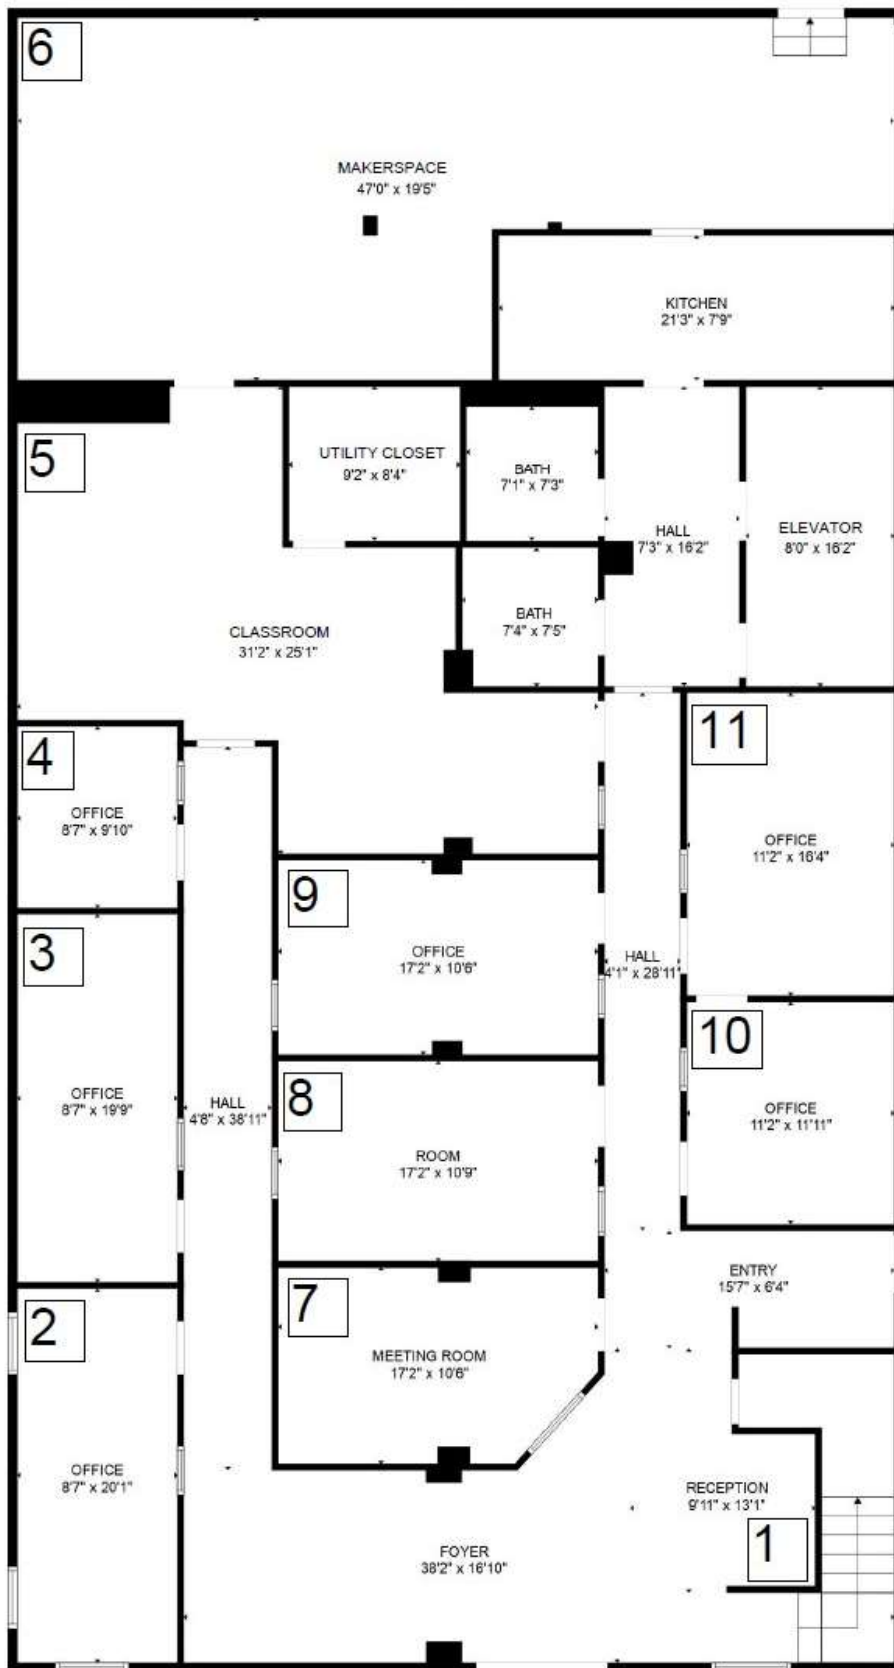 6
MAKERSPACE
47'0" x 19'5"
KITCHEN
21'3" x 7'9"
5
UTILITY CLOSET
9'2" x 8'4"
BATH
7'1" x 7'3"
HALL
7'3" x 16'2"
ELEVATOR
8'0" x 16'2"
BATH
7'4" x 7'5"
CLASSROOM
31'2" x 25'1"
4
OFFICE
8'7" x 9'10"
11
OFFICE
11'2" x 16'4"
9
OFFICE
17'2" x 10'6"
HALL
4'1" x 28'11"
3
OFFICE
8'7" x 19'9"
10
OFFICE
11'2" x 11'11"
HALL
4'6" x 38'11"
8
ROOM
17'2" x 10'9"
ENTRY
15'7" x 6'4"
7
MEETING ROOM
17'2" x 10'6"
2
OFFICE
8'7" x 20'1"
RECEPTION
9'11" x 13'1"
1
FOYER
38'2" x 16'10"